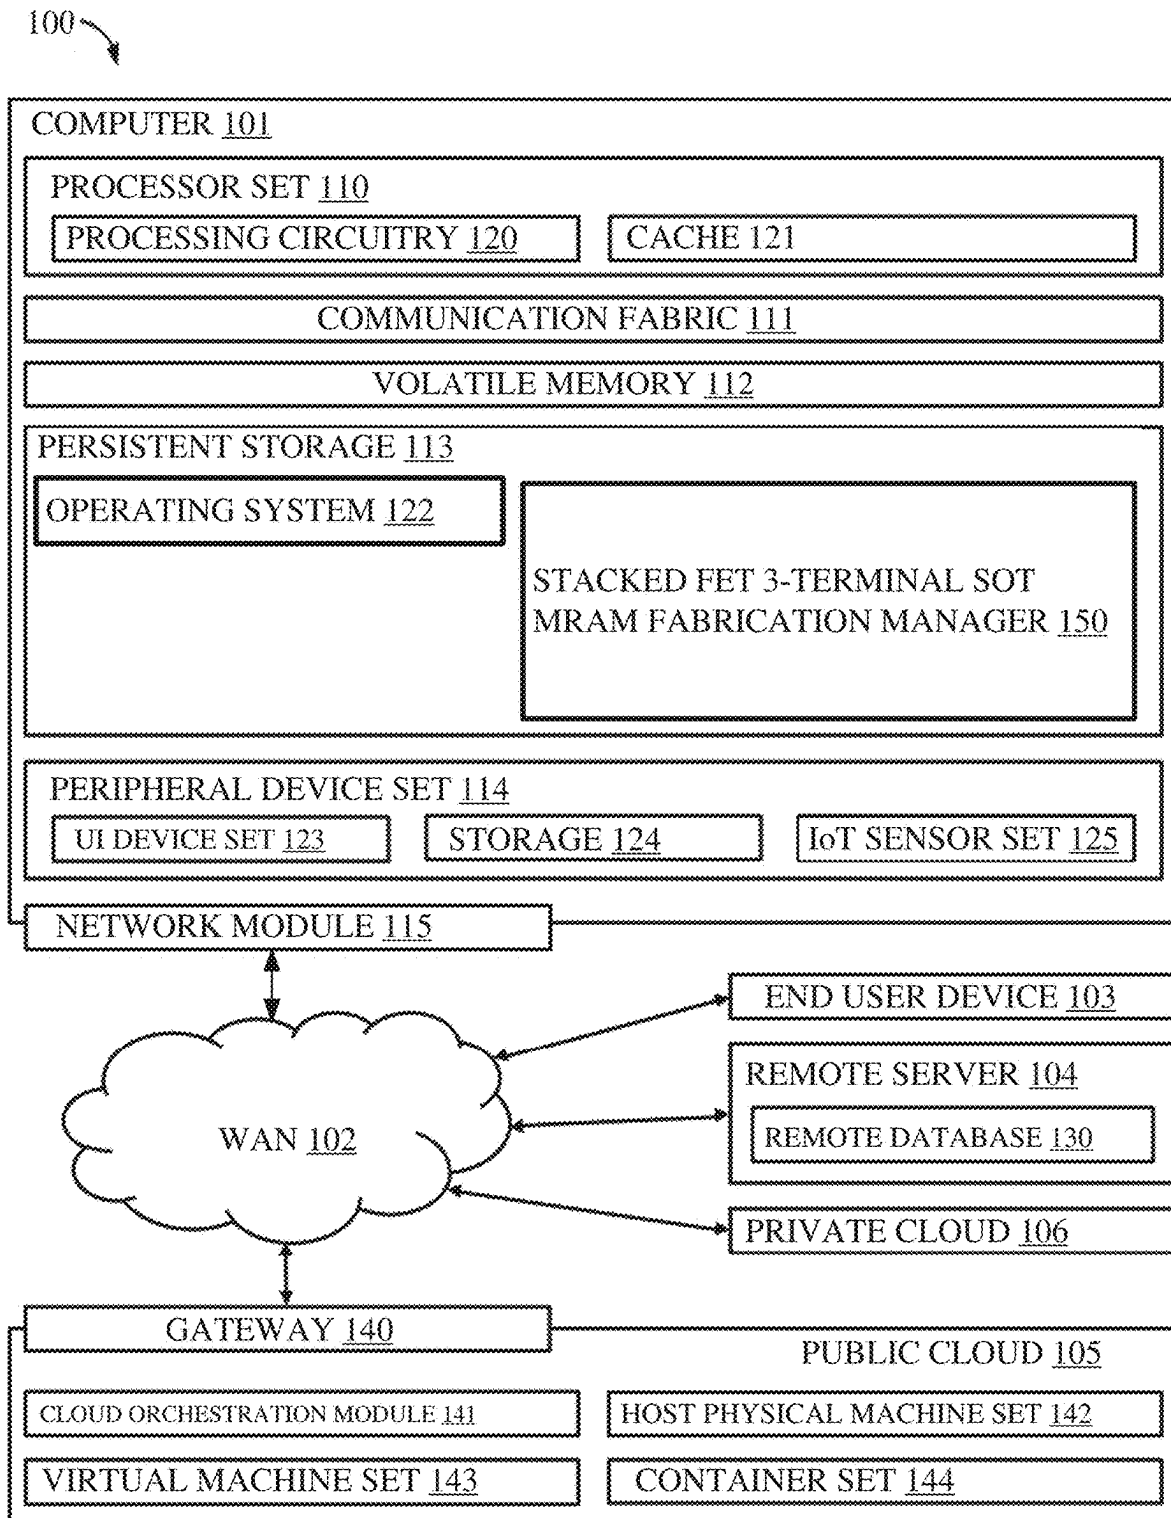 100
COMPUTER 101
PROCESSOR SET 110
PROCESSING CIRCUITRY 120
CACHE 121
COMMUNICATION FABRIC 111
VOLATILE MEMORY 112
PERSISTENT STORAGE 113
OPERATING SYSTEM 122
STACKED FET 3-TERMINAL SOT
MRAM FABRICATION MANAGER 150
PERIPHERAL DEVICE SET 114
UI DEVICE SET 123
STORAGE 124
IoT SENSOR SET 125
NETWORK MODULE 115
END USER DEVICE 103
REMOTE SERVER 104
WAN 102
REMOTE DATABASE 130
PRIVATE CLOUD 106
GATEWAY 140
PUBLIC CLOUD 105
CLOUD ORCHESTRATION MODULE 141
HOST PHYSICAL MACHINE SET 142
VIRTUAL MACHINE SET 143
CONTAINER SET 144